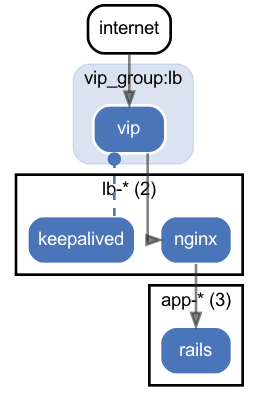 internet
vip_group:lb
vip
lb-* (2)
keepalived
nginx
app-* (3)
rails